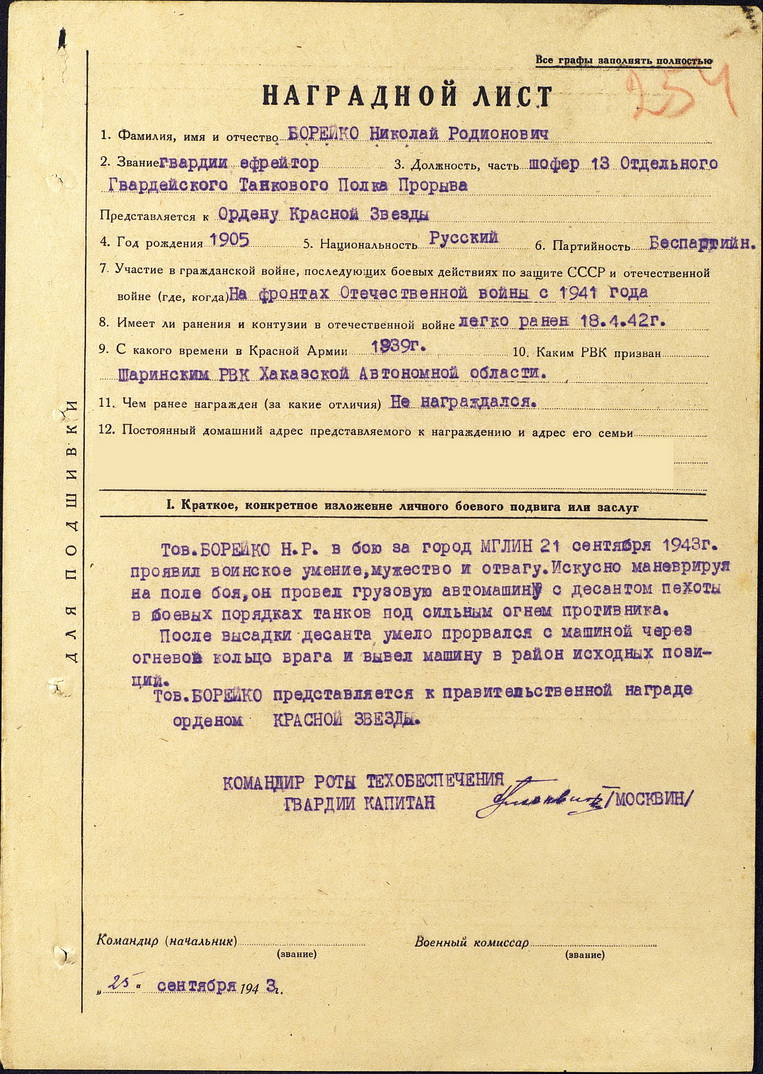 Все графы заполнять полностью
254
НАГРАДНОЙ ЛИСТ
1. Фамилия, имя и отчество БОРЕЙКО Николай Родионович
2. Звание гвардии ефрейтор 3. Должность, часть шофер 13 Отдельного
Гвардейского Танкового Полка Прорыва
Представляется к Ордену Красной Звезды
4. Год рождения 1905 5. Национальность Русский 6. Партийность Беспартийн.
7. Участие в гражданской войне, последующих боевых действиях по защите СССР и отечественной
войне (где, когда) На фронтах Отечественной войны с 1941 года
8. Имеет ли ранения и контузии в отечественной войне легко ранен 18.4.42г.
9. С какого времени в Красной Армии 1939г. 10. Каким РВК призван
Шаринским РВК Хакаэской Автономной области.
11. Чем ранее награжден (за какие отличия) Не награждался.
12. Постоянный домашний адрес представляемого к награждению и адрес его семьи
ДЛЯ ПОДШИВКИ
I. Краткое, конкретное изложение личного боевого подвига или заслуг
Тов.БОРЕЙКО Н.Р. в бою за город МГЛИН 21 сентября 1943г.
проявил воинское умение,мужество и отвагу.Искусно маневрируя
на поле боя,он провел грузовую автомашину с десантом пехоты
в боевых порядках танков под сильным огнем противника.
После высадки десанта умело прорвался с машиной через
огневой кольцо врага и вывел машину в район исходных пози-
ций.
Тов.БОРЕЙКО представляется к правительственной награде
орденом КРАСНОЙ ЗВЕЗДЫ.
КОМАНДИР РОТЫ ТЕХОБЕСПЕЧЕНИЯ
ГВАРДИИ КАПИТАН /МОСКВИН/
Командир (начальник) Военный комиссар
(звание) (звание)
„25" сентября 1943г.